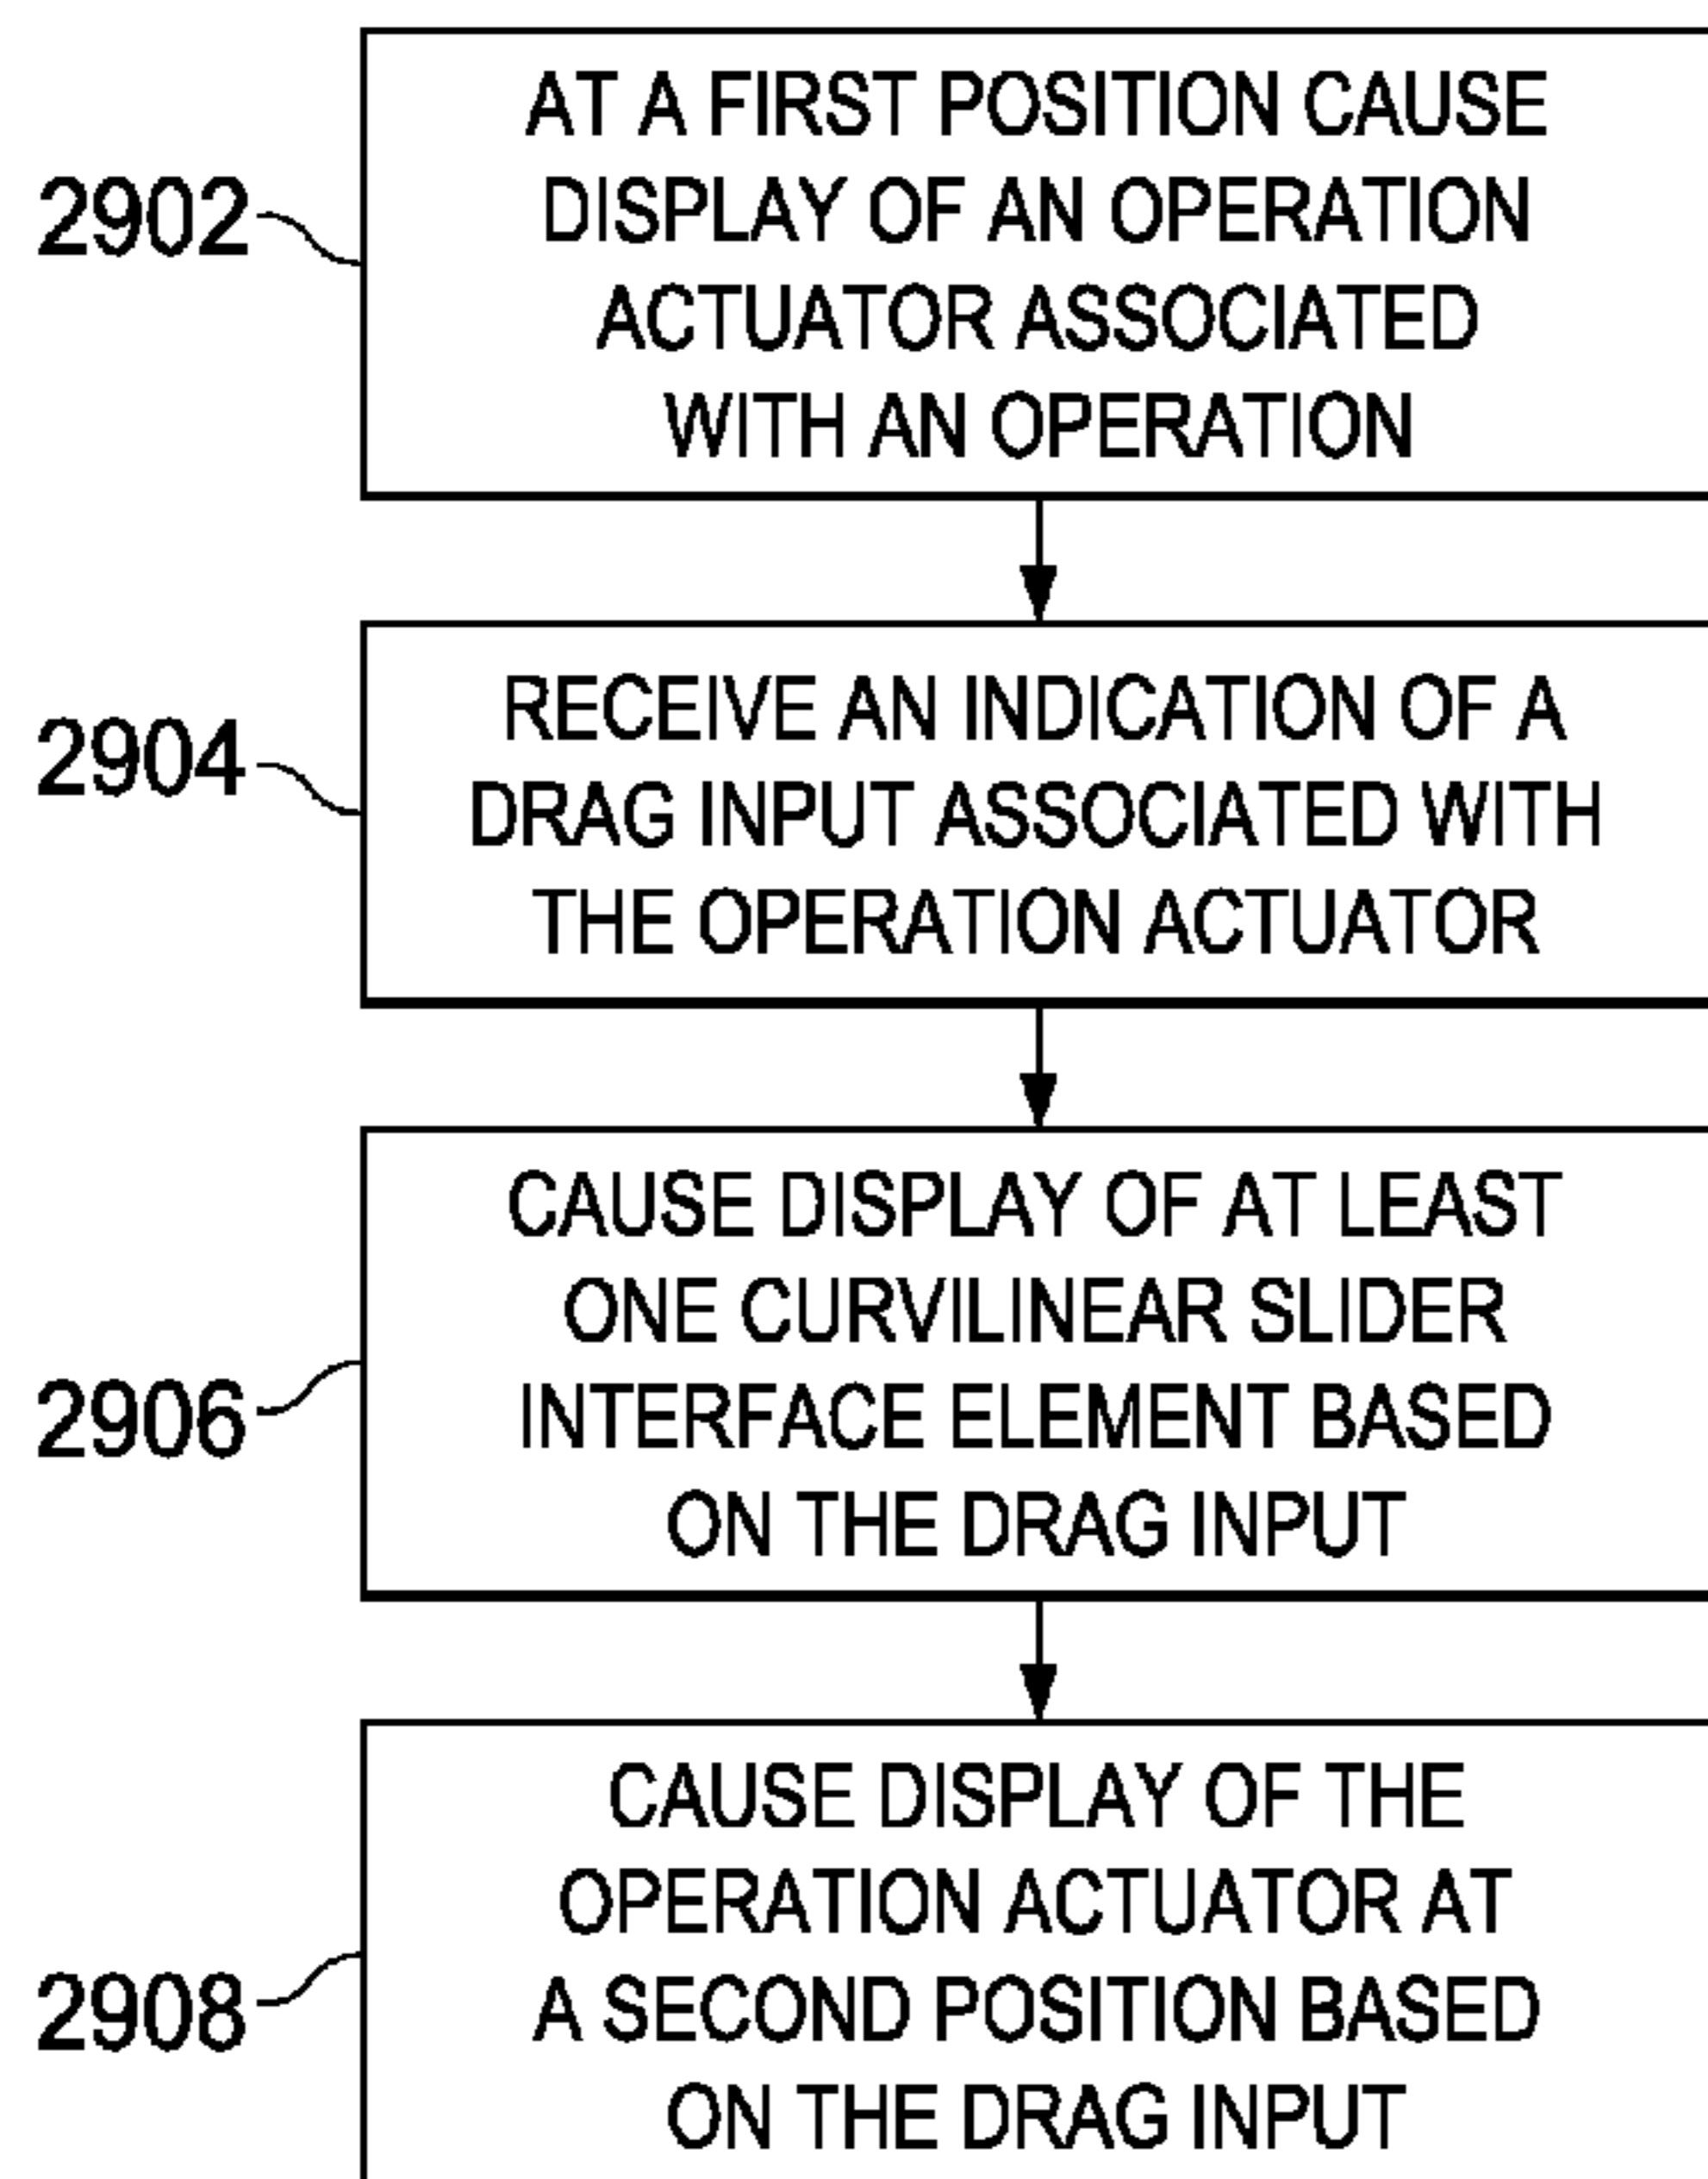 AT A FIRST POSITION CAUSE
DISPLAY OF AN OPERATION
2902
ACTUATOR ASSOCIATED
WITH AN OPERATION
RECEIVE AN INDICATION OF A
2904
DRAG INPUT ASSOCIATED WITH
THE OPERATION ACTUATOR
CAUSE DISPLAY OF AT LEAST
ONE CURVILINEAR SLIDER
2906
INTERFACE ELEMENT BASED
ON THE DRAG INPUT
CAUSE DISPLAY OF THE
OPERATION ACTUATOR AT
2908
A SECOND POSITION BASED
ON THE DRAG INPUT